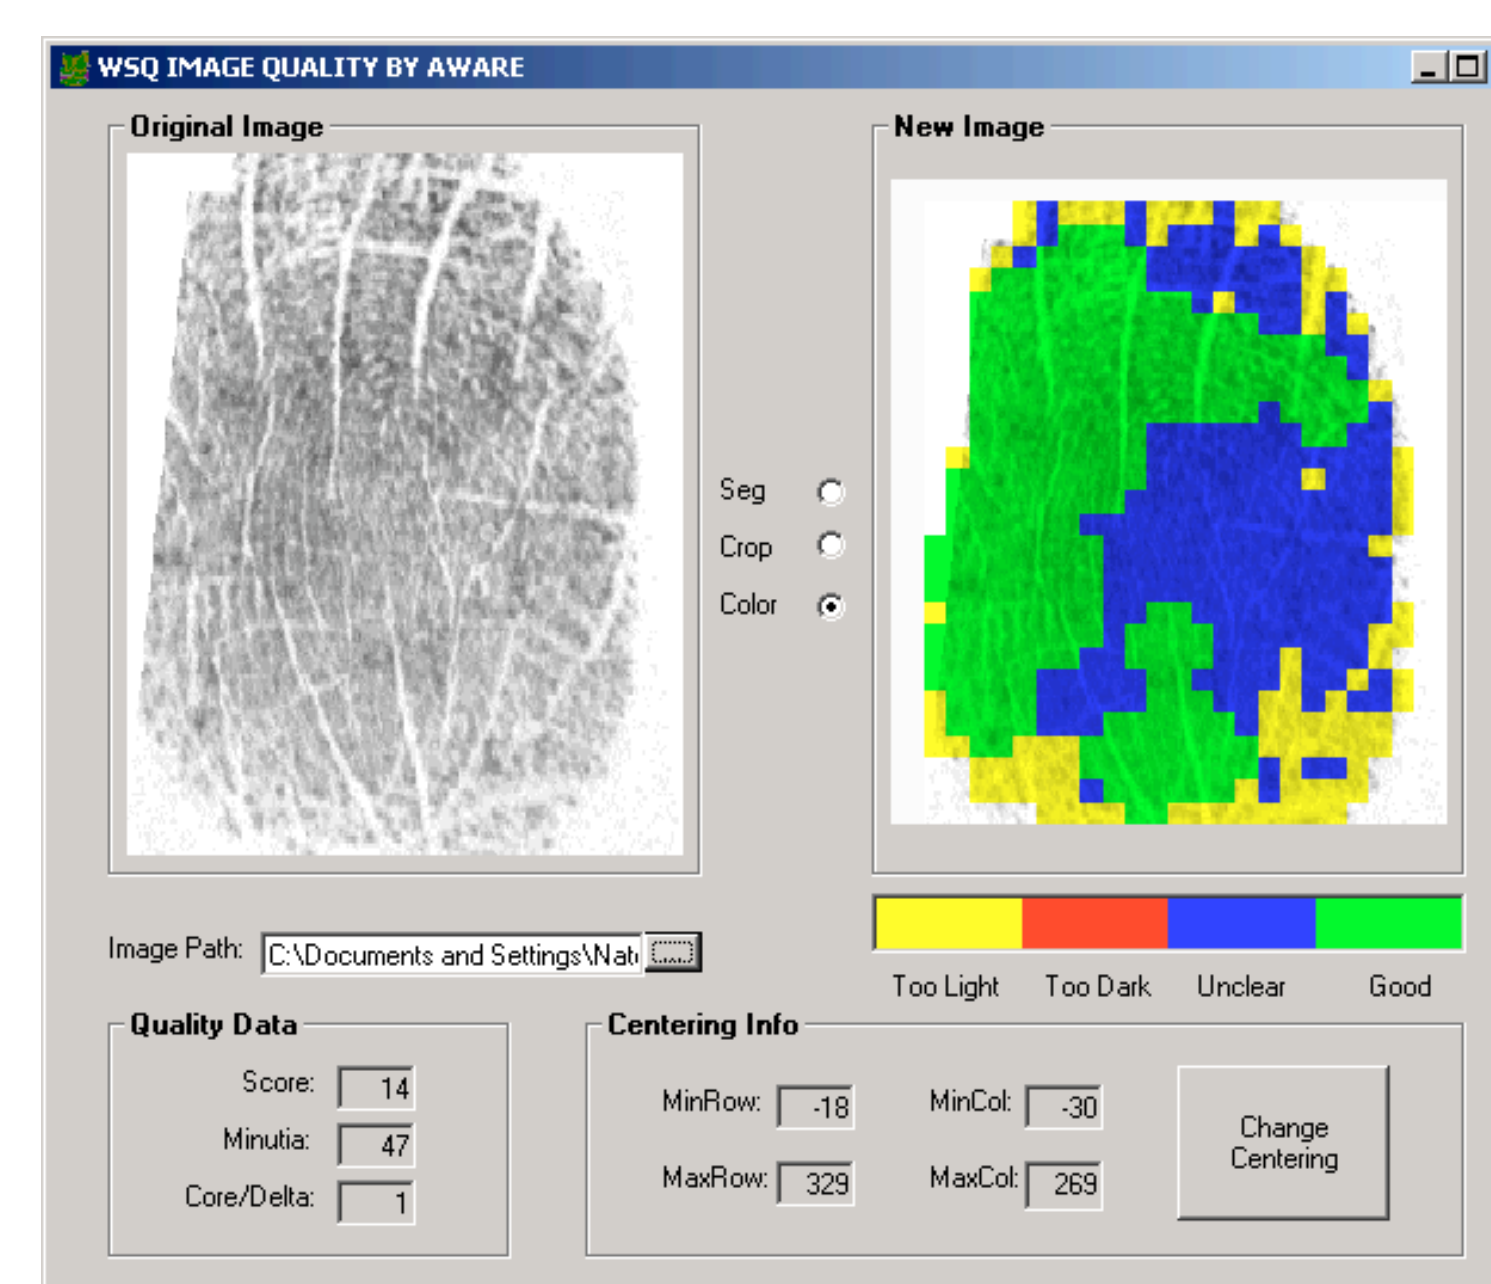 WSQ IMAGE QUALITY BY AWARE
Original Image
New Image
Seg
Crop
Color
Image Path: C:\Documents and Settings\Nat
Too Light Too Dark Unclear Good
Quality Data
Score: 14
Minutia: 47
Core/Delta: 1
Centering Info
MinRow: -18 MinCol: -30
MaxRow: 329 MaxCol: 269
Change
Centering